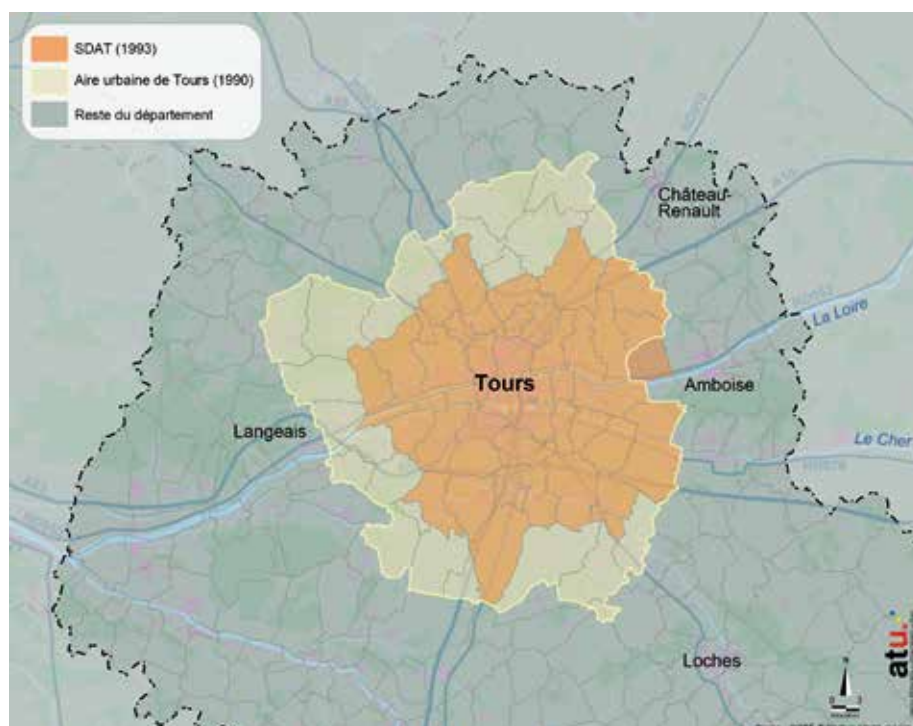 SDAT (1993)
Aire urbaine de Tours (1990)
Reste du département
Château-
Renault
A10
La Loire
Tours
Amboise
Langeais
Le Cher
Loches
N
atu.